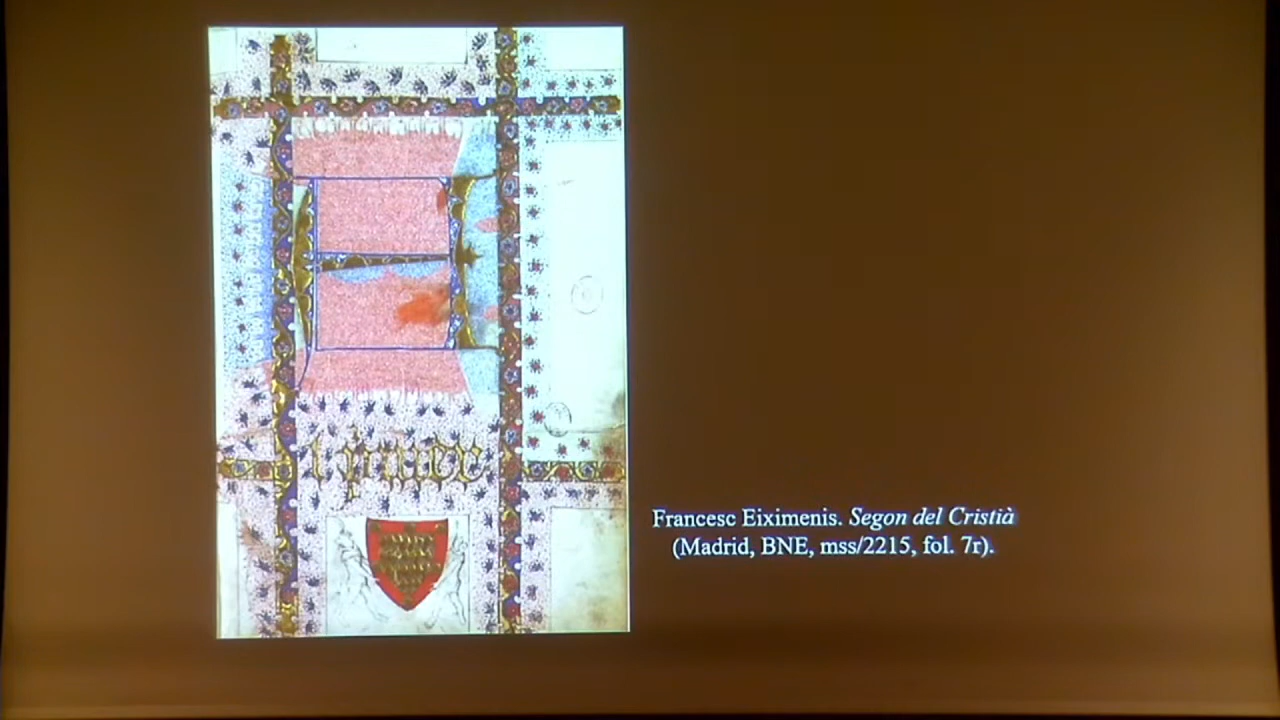 Francesc Eiximenis. Segon del Cristià
(Madrid, BNE, mss/2215, fol. 7r).